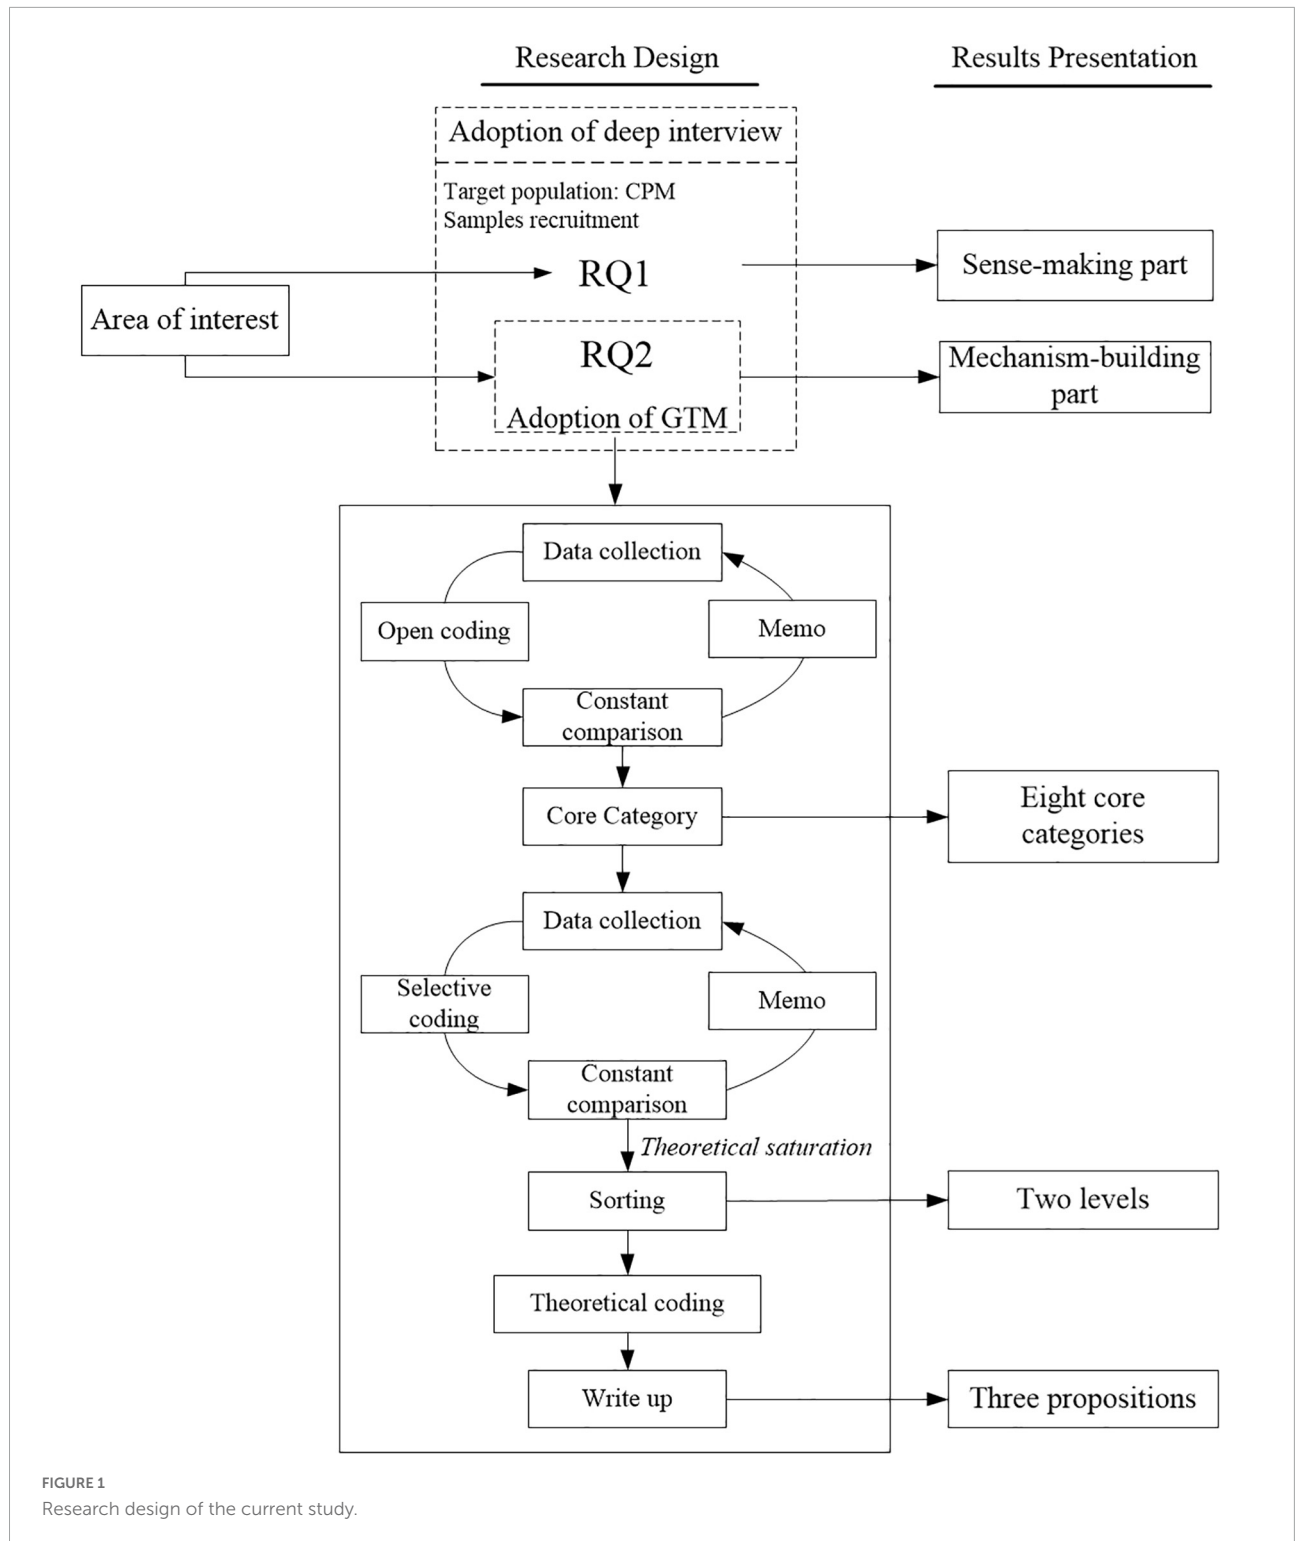 Research Design
Results Presentation
Adoption of deep interview
Target population: CPM
Samples recruitment
RQ1
Sense-making part
Area of interest
RQ2
Mechanism-building
part
Adoption of GTM
Data collection
Open coding
Memo
Constant
comparison
Core Category
Eight core
categories
Data collection
Selective
coding
Memo
Constant
comparison
Theoretical saturation
Sorting
Two levels
Theoretical coding
Write up
Three propositions
FIGURE 1
Research design of the current study.